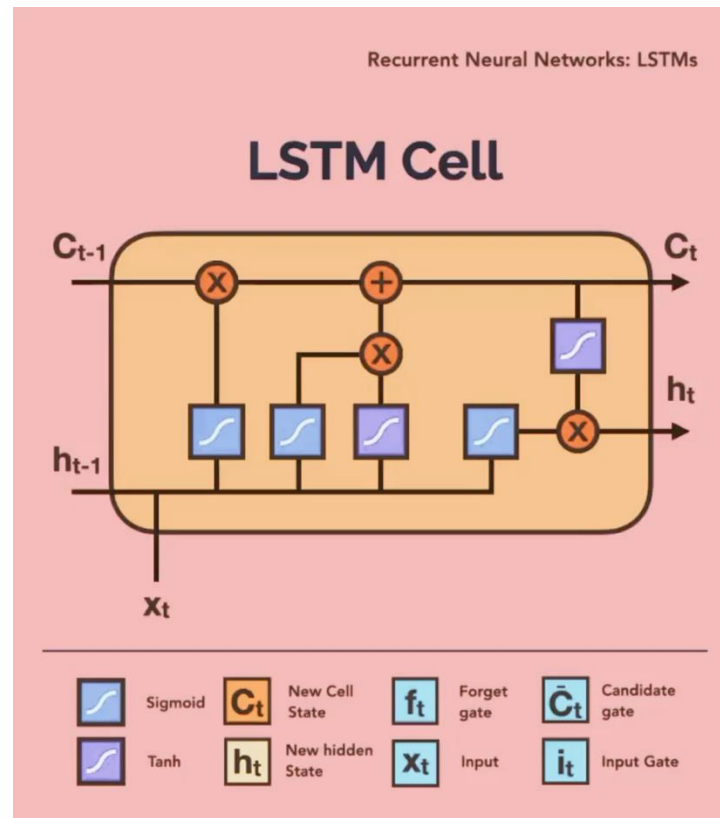 Recurrent Neural Networks: LSTMs
LSTM Cell
Ct-1
Ct
X
+
X
ht
X
ht-1
xt
Sigmoid
Ct
New Cell
State
ft
Forget
gate
C̄t
Candidate
gate
Tanh
ht
New hidden
State
xt
Input
it
Input Gate